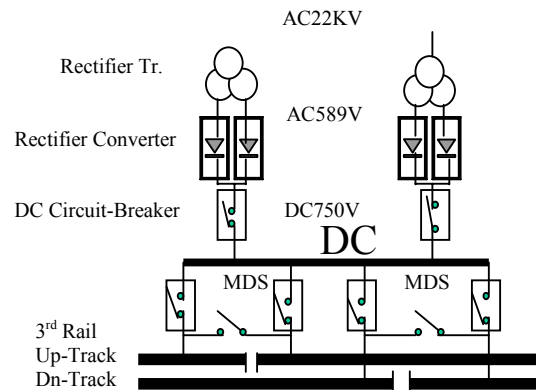 AC22KV
Rectifier Tr.
AC589V
Rectifier Converter
DC Circuit-Breaker
DC750V
DC
MDS
MDS
3rd Rail
Up-Track
Dn-Track